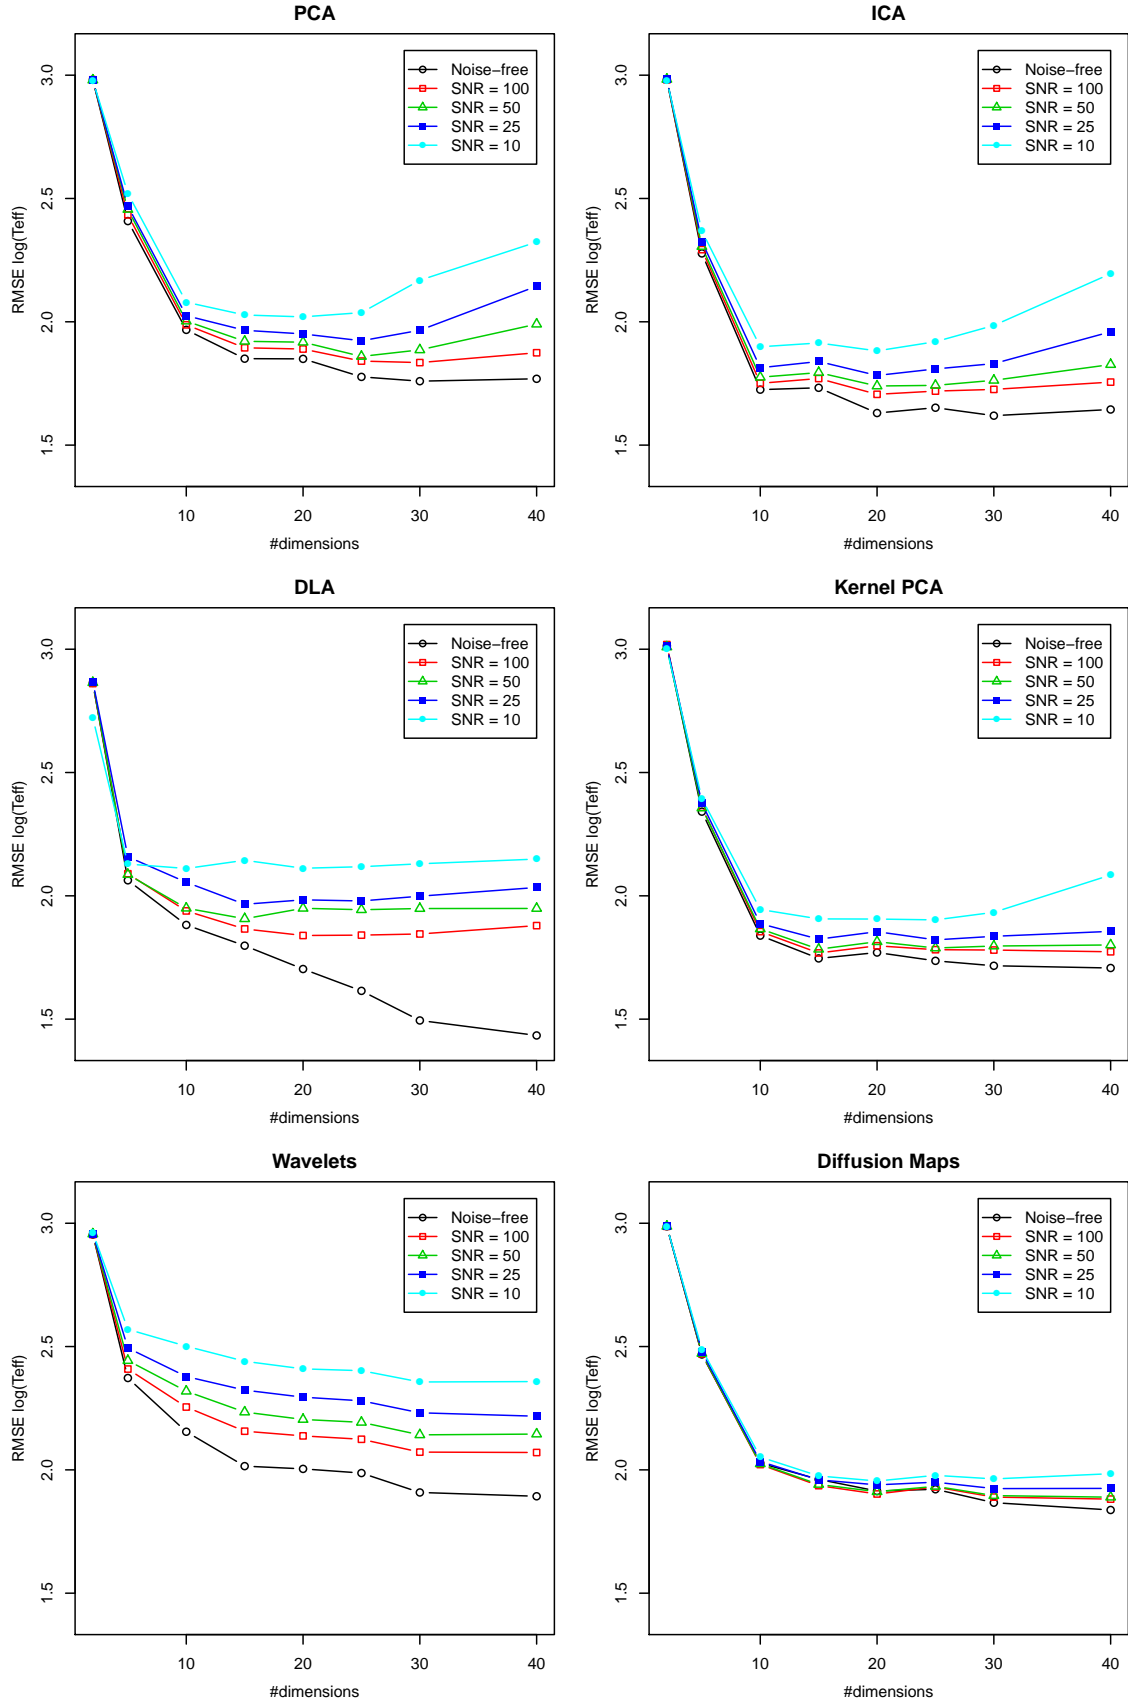 PCA
RMSE log(Teff)
3.0
2.5
2.0
1.5
Noise-free
SNR = 100
SNR = 50
SNR = 25
SNR = 10
10 20 30 40
#dimensions
ICA
RMSE log(Teff)
3.0
2.5
2.0
1.5
Noise-free
SNR = 100
SNR = 50
SNR = 25
SNR = 10
10 20 30 40
#dimensions
DLA
RMSE log(Teff)
3.0
2.5
2.0
1.5
Noise-free
SNR = 100
SNR = 50
SNR = 25
SNR = 10
10 20 30 40
#dimensions
Kernel PCA
RMSE log(Teff)
3.0
2.5
2.0
1.5
Noise-free
SNR = 100
SNR = 50
SNR = 25
SNR = 10
10 20 30 40
#dimensions
Wavelets
RMSE log(Teff)
3.0
2.5
2.0
1.5
Noise-free
SNR = 100
SNR = 50
SNR = 25
SNR = 10
10 20 30 40
#dimensions
Diffusion Maps
RMSE log(Teff)
3.0
2.5
2.0
1.5
Noise-free
SNR = 100
SNR = 50
SNR = 25
SNR = 10
10 20 30 40
#dimensions